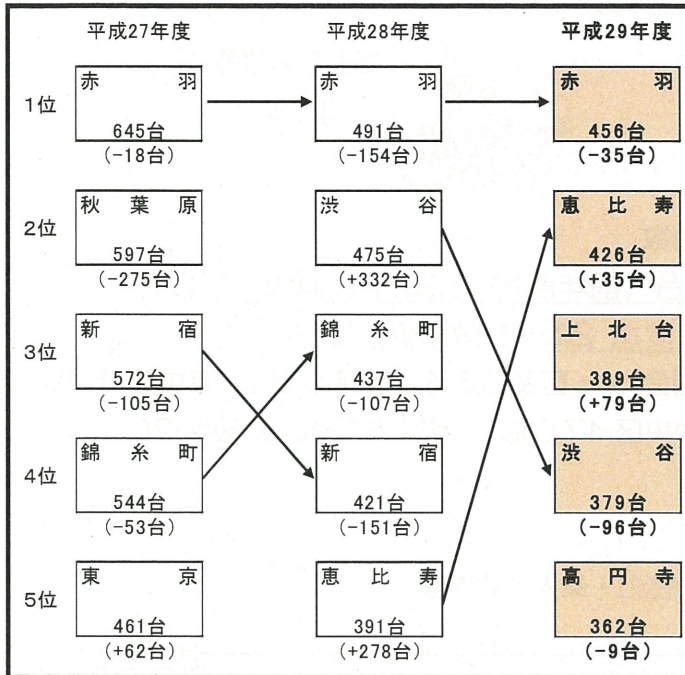 平成27年度 平成28年度 平成29年度
1位 赤羽 赤羽 赤羽
645台 491台 456台
(-18台) (-154台) (-35台)
2位 秋葉原 渋谷 恵比寿
597台 475台 426台
(-275台) (+332台) (+35台)
3位 新宿 錦糸町 上北台
572台 437台 389台
(-105台) (-107台) (+79台)
4位 錦糸町 新宿 渋谷
544台 421台 379台
(-53台) (-151台) (-96台)
5位 東京 恵比寿 高円寺
461台 391台 362台
(+62台) (+278台) (-9台)